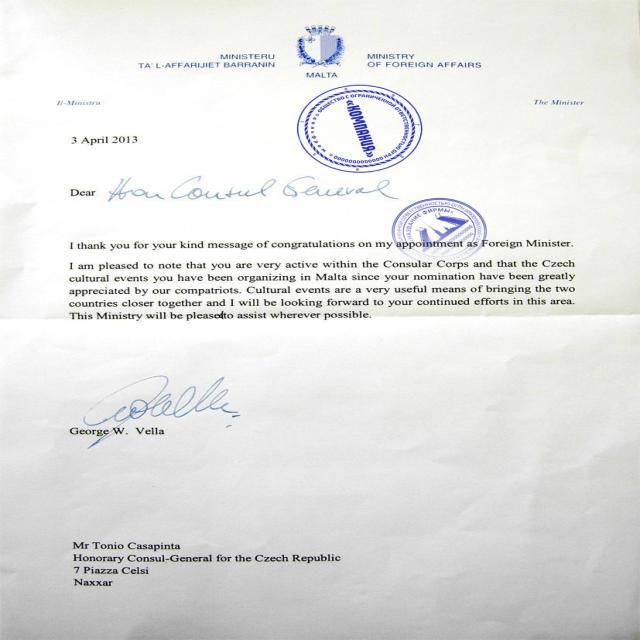 MINISTERU
TA' L-AFFARIJIET BARRANIN
MALTA
MINISTRY
OF FOREIGN AFFAIRS
Il-Ministru
The Minister
3 April 2013
ОБЩЕСТВО С ОГРАНИЧЕННОЙ ОТВЕТСТВЕННОСТЬЮ
«КОМПАНИЯ»
Dear Hon Consul General
НАЗВАНИЕ ФИРМЫ
I thank you for your kind message of congratulations on my appointment as Foreign Minister.
I am pleased to note that you are very active within the Consular Corps and that the Czech
cultural events you have been organizing in Malta since your nomination have been greatly
appreciated by our compatriots. Cultural events are a very useful means of bringing the two
countries closer together and I will be looking forward to your continued efforts in this area.
This Ministry will be pleased to assist wherever possible.
George W. Vella
Mr Tonio Casapinta
Honorary Consul-General for the Czech Republic
7 Piazza Celsi
Naxxar